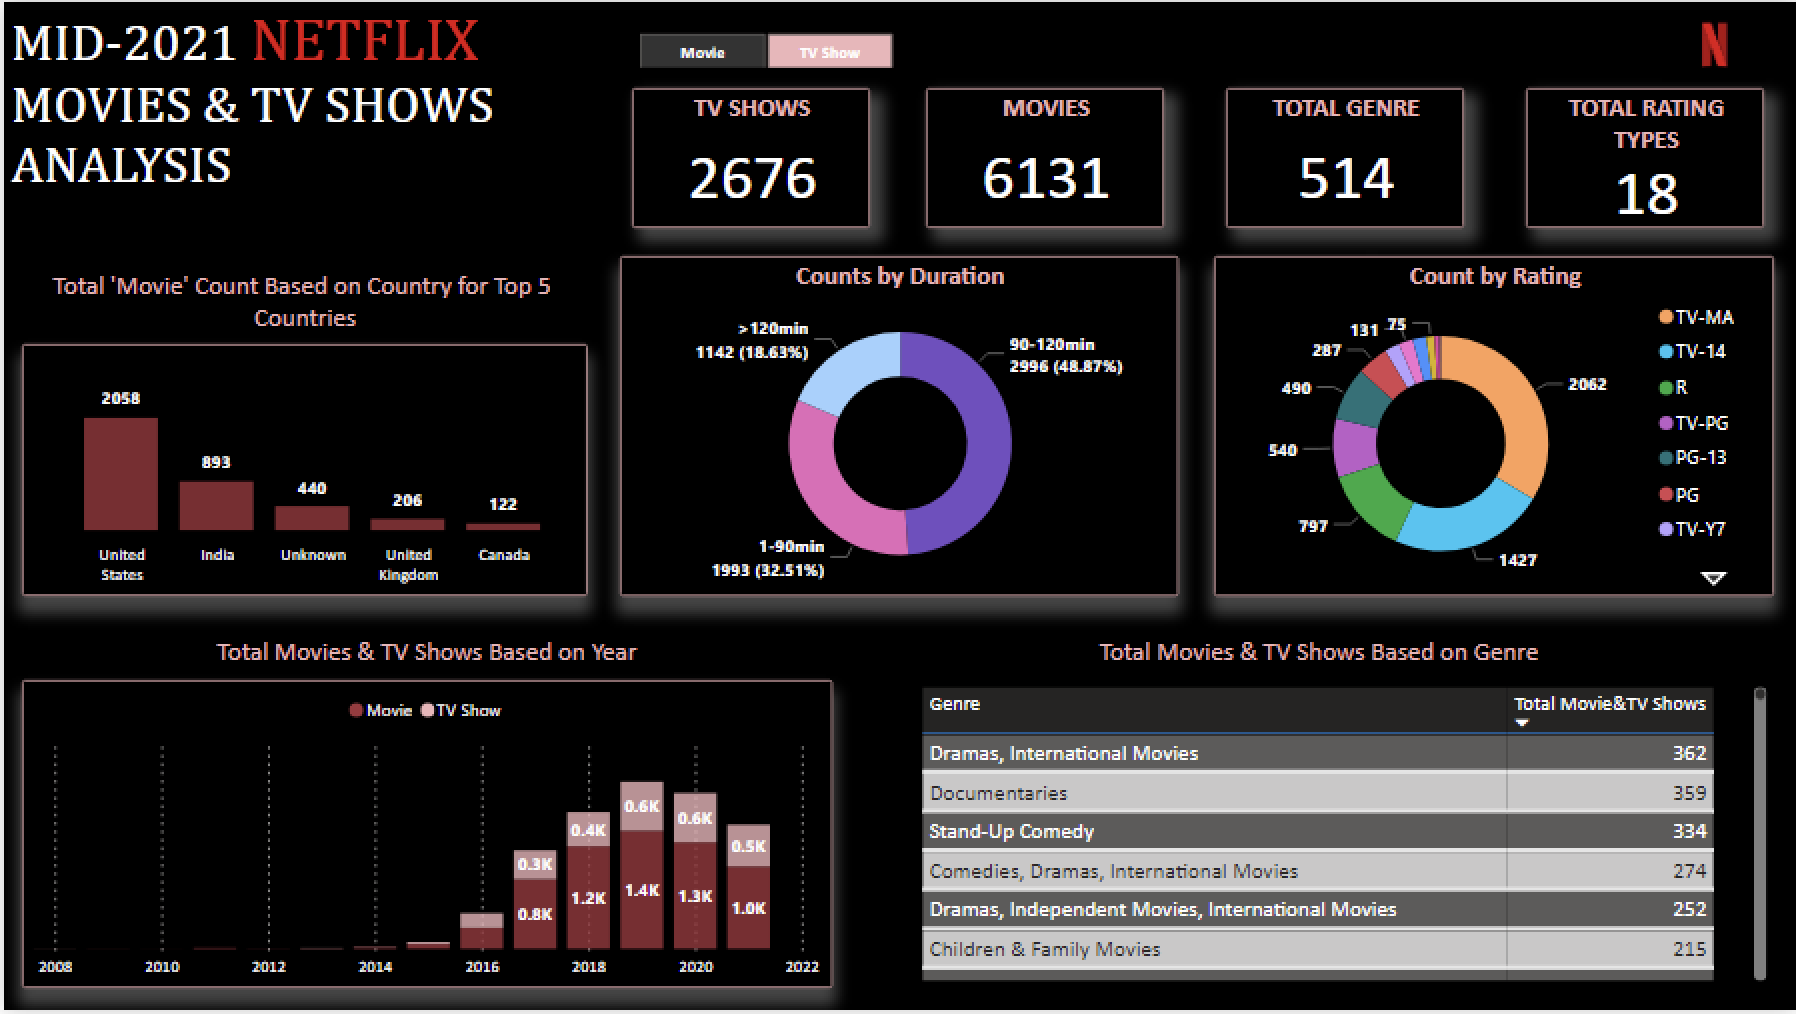 MID-2021 NETFLIX
MOVIES & TV SHOWS
ANALYSIS
Movie
TV Show
N
TV SHOWS
2676
MOVIES
6131
TOTAL GENRE
514
TOTAL RATING
TYPES
18
Total 'Movie' Count Based on Country for Top 5
Countries
2058
893
440
206
122
United
States
India
Unknown
United
Kingdom
Canada
Counts by Duration
>120min
1142 (18.63%)
90-120min
2996 (48.87%)
1-90min
1993 (32.51%)
Count by Rating
131
75
287
490
540
797
1427
2062
TV-MA
TV-14
R
TV-PG
PG-13
PG
TV-Y7
Total Movies & TV Shows Based on Year
Movie
TV Show
0.3K
0.4K
0.6K
0.6K
0.5K
0.8K
1.2K
1.4K
1.3K
1.0K
2008
2010
2012
2014
2016
2018
2020
2022
Total Movies & TV Shows Based on Genre
Genre
Total Movie&TV Shows
Dramas, International Movies
362
Documentaries
359
Stand-Up Comedy
334
Comedies, Dramas, International Movies
274
Dramas, Independent Movies, International Movies
252
Children & Family Movies
215